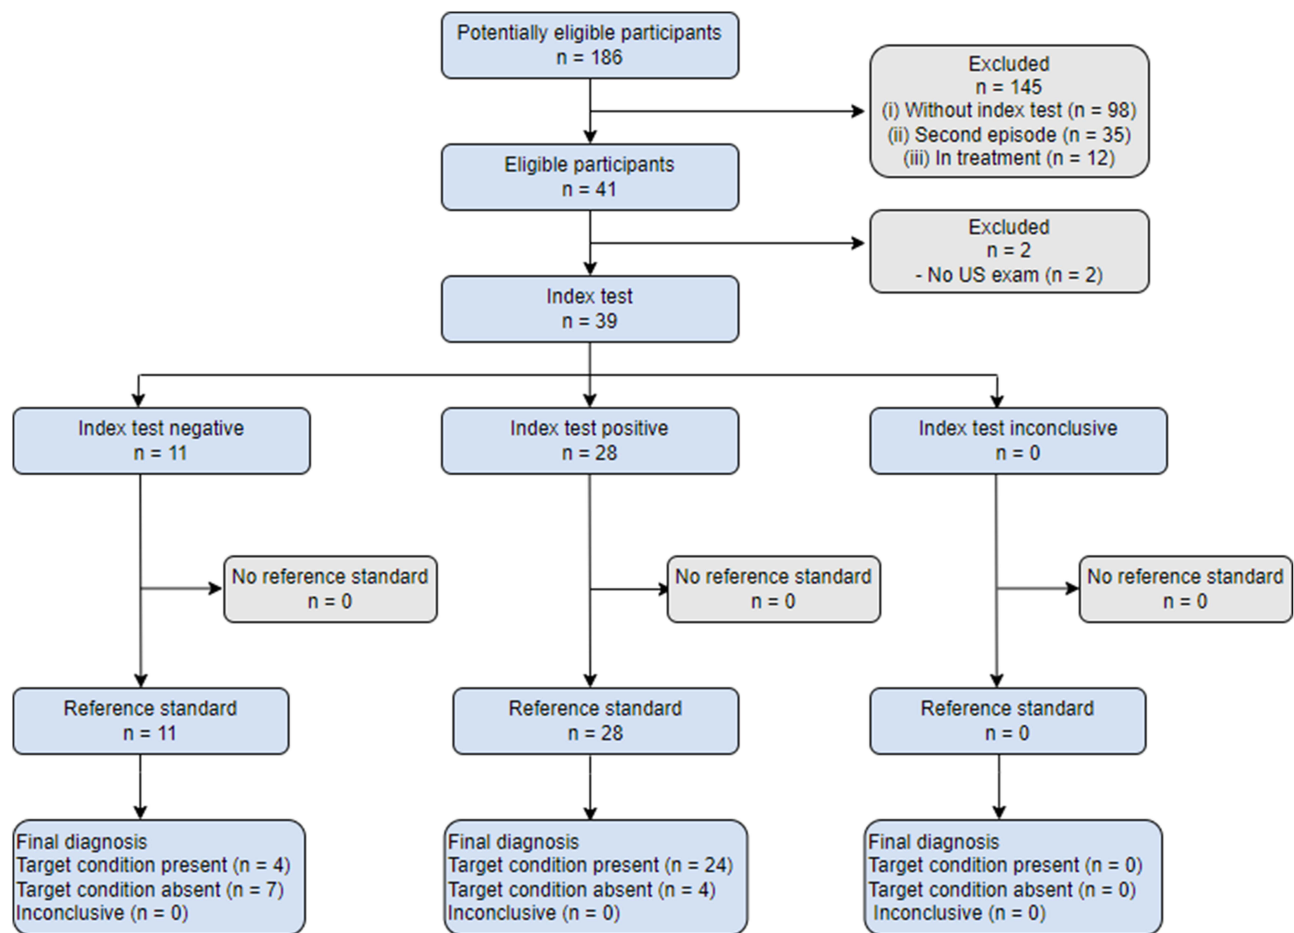 Potentially eligible participants
n = 186
Excluded
n = 145
(i) Without index test (n = 98)
(ii) Second episode (n = 35)
(iii) In treatment (n = 12)
Eligible participants
n = 41
Excluded
n = 2
- No US exam (n = 2)
Index test
n = 39
Index test negative
n = 11
Index test positive
n = 28
Index test inconclusive
n = 0
No reference standard
n = 0
No reference standard
n = 0
No reference standard
n = 0
Reference standard
n = 11
Reference standard
n = 28
Reference standard
n = 0
Final diagnosis
Target condition present (n = 4)
Target condition absent (n = 7)
Inconclusive (n = 0)
Final diagnosis
Target condition present (n = 24)
Target condition absent (n = 4)
Inconclusive (n = 0)
Final diagnosis
Target condition present (n = 0)
Target condition absent (n = 0)
Inconclusive (n = 0)